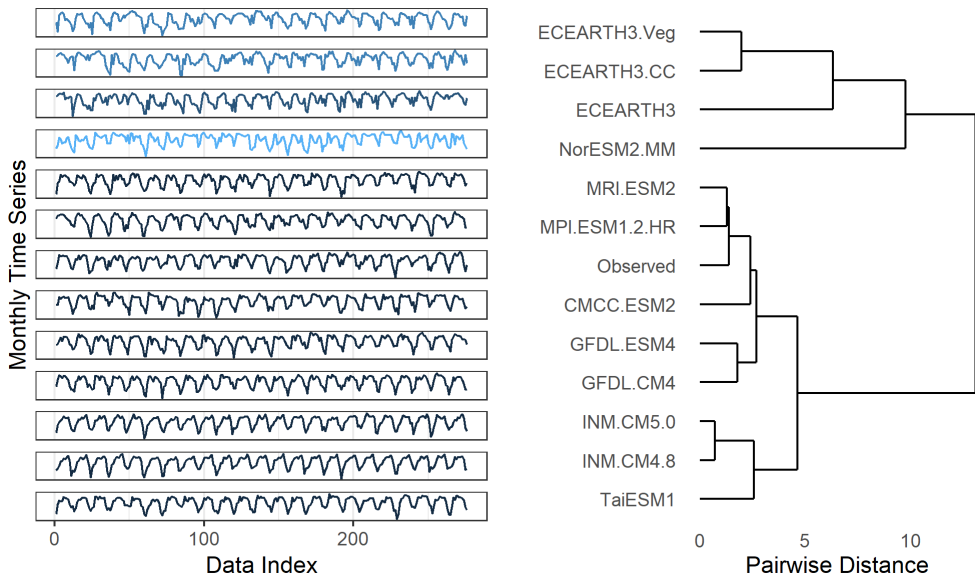 Monthly Time Series
0
100
200
Data Index
ECEARTH3.Veg
ECEARTH3.CC
ECEARTH3
NorESM2.MM
MRI.ESM2
MPI.ESM1.2.HR
Observed
CMCC.ESM2
GFDL.ESM4
GFDL.CM4
INM.CM5.0
INM.CM4.8
TaiESM1
0
5
10
Pairwise Distance